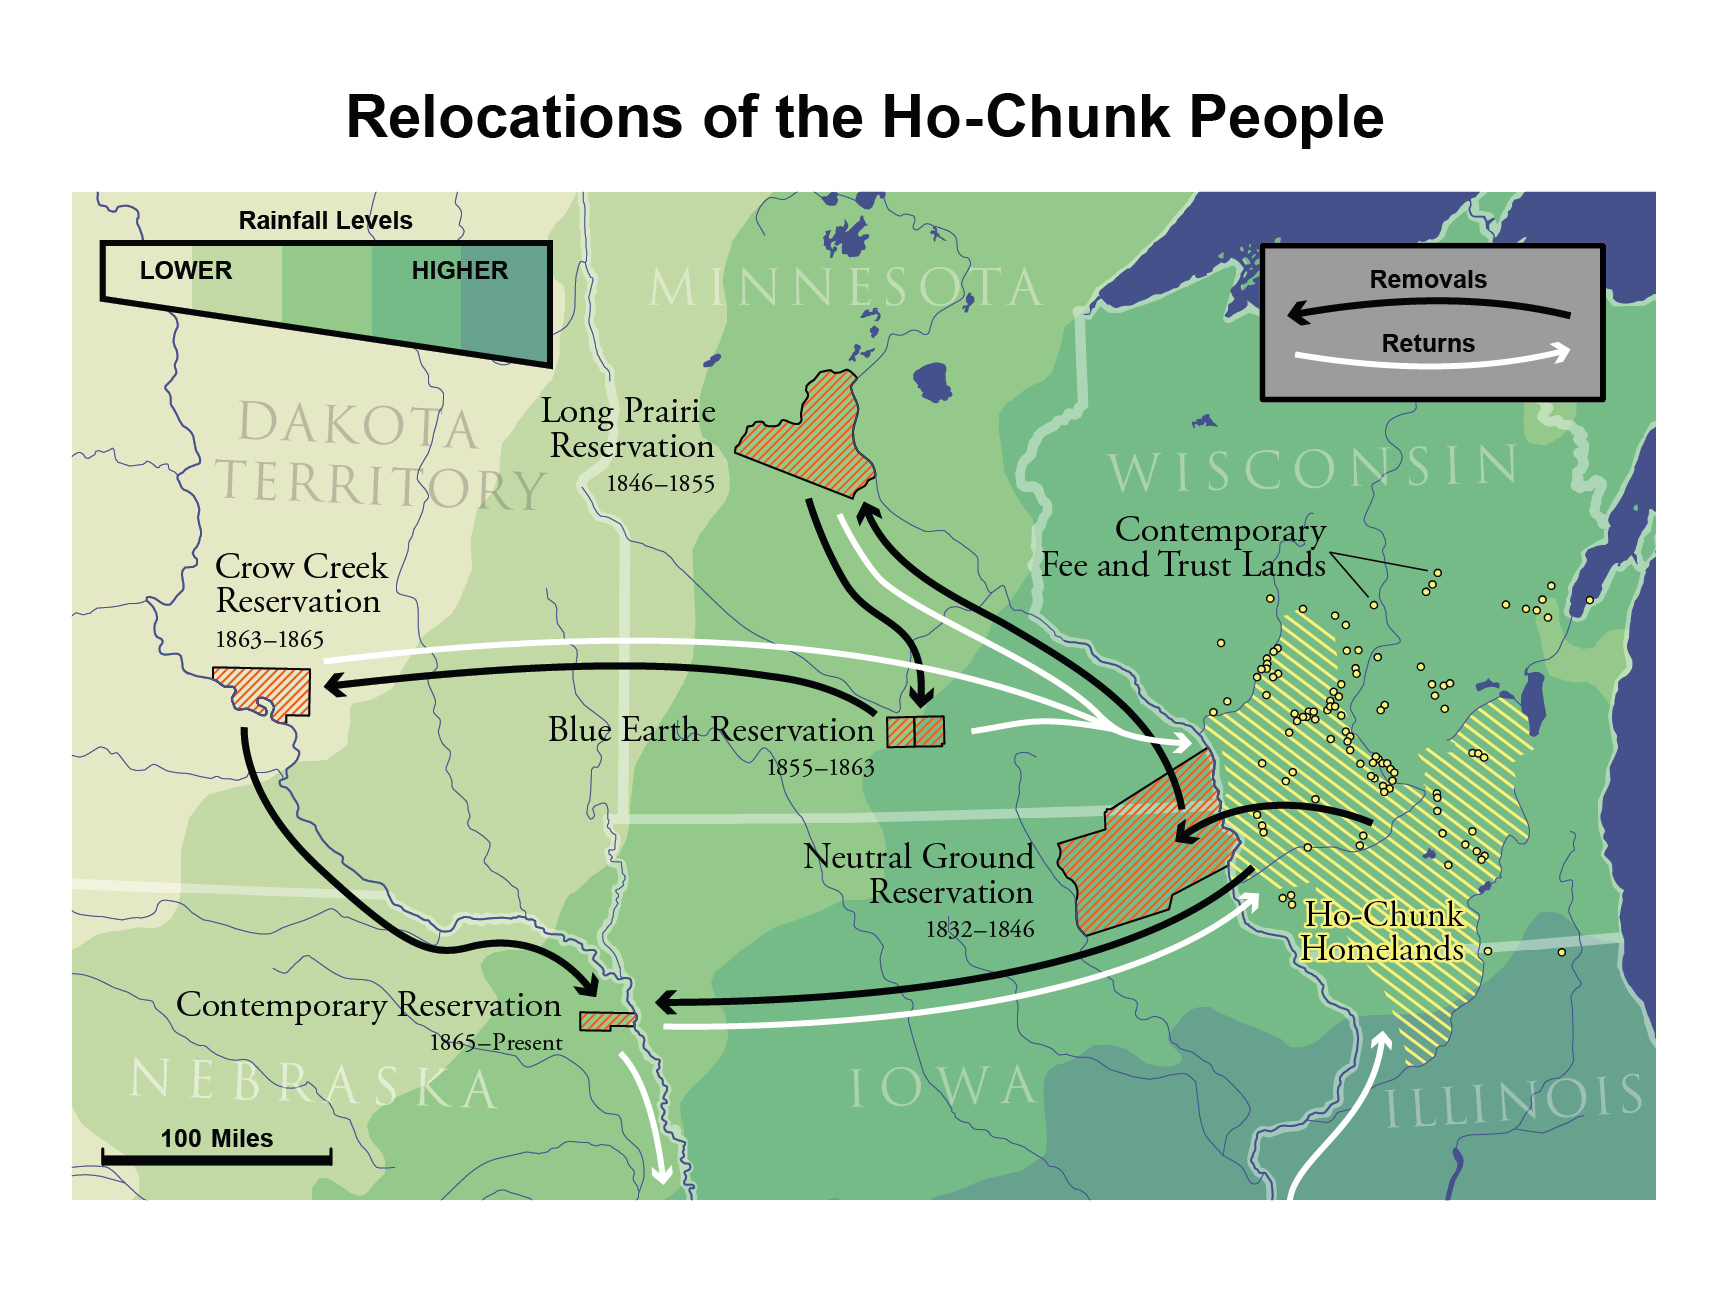 Relocations of the Ho-Chunk People
Rainfall Levels
LOWER
HIGHER
Removals
Returns
MINNESOTA
DAKOTA
TERRITORY
WISCONSIN
Long Prairie
Reservation
1846–1855
Contemporary
Fee and Trust Lands
Crow Creek
Reservation
1863–1865
Blue Earth Reservation
1855–1863
Neutral Ground
Reservation
1832–1846
Ho-Chunk
Homelands
Contemporary Reservation
1865–Present
NEBRASKA
IOWA
ILLINOIS
100 Miles